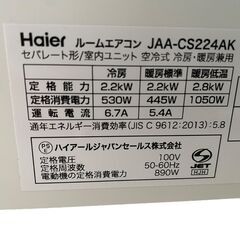 Haier ルームエアコン JAA-CS224AK
セパレート形/室内ユニット 空冷式 冷房・暖房兼用
冷房 暖房標準 暖房低温
定格能力 2.2kW 2.2kW 2.8kW
定格消費電力 530W 445W 1050W
運転電流 6.7A 5.4A
通年エネルギー消費効率(JIS C 9612:2013):5.8
PS E
ハイアールジャパンセールス株式会社
定格電圧 100V
定格周波数 50-60Hz
電動機の定格消費電力 890W
S JET
HJH